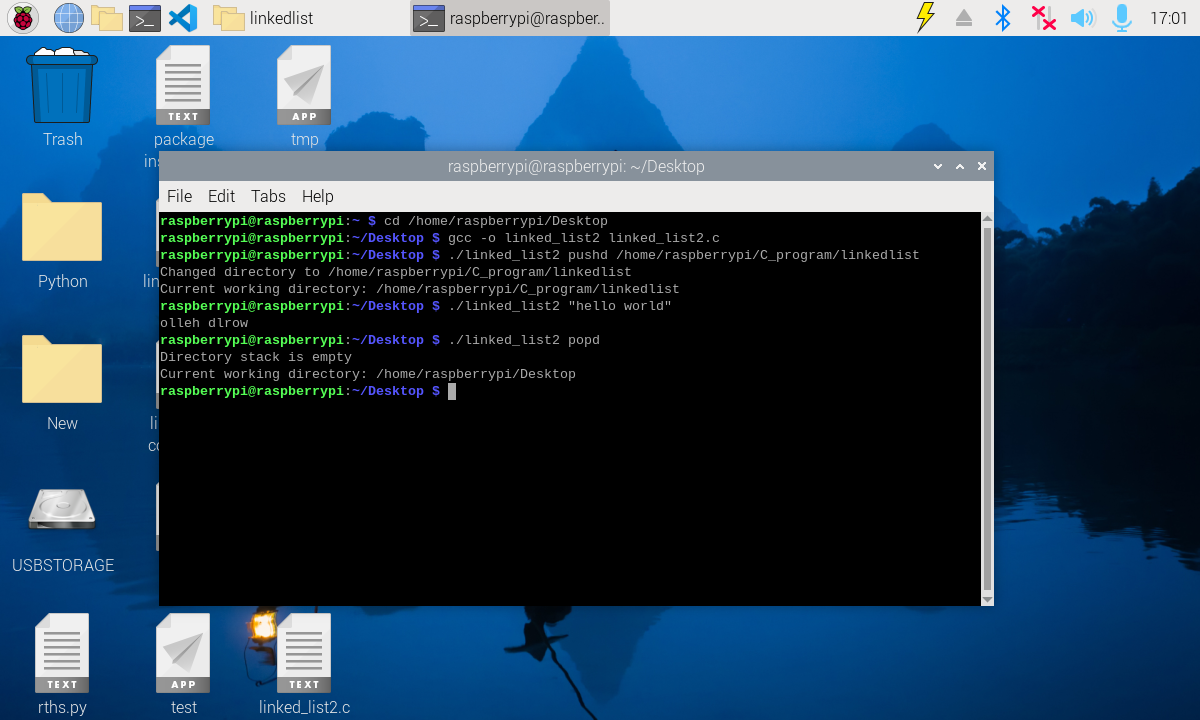 linkedlist
raspberrypi@raspber..
17:01
Trash
TEXT
package
APP
tmp
raspberrypi@raspberrypi: ~/Desktop
File Edit Tabs Help
raspberrypi@raspberrypi:~ $ cd /home/raspberrypi/Desktop
raspberrypi@raspberrypi:~/Desktop $ gcc -o linked_list2 linked_list2.c
raspberrypi@raspberrypi:~/Desktop $ ./linked_list2 pushd /home/raspberrypi/C_program/linkedlist
Changed directory to /home/raspberrypi/C_program/linkedlist
Current working directory: /home/raspberrypi/C_program/linkedlist
raspberrypi@raspberrypi:~/Desktop $ ./linked_list2 "hello world"
olleh dlrow
raspberrypi@raspberrypi:~/Desktop $ ./linked_list2 popd
Directory stack is empty
Current working directory: /home/raspberrypi/Desktop
raspberrypi@raspberrypi:~/Desktop $
Python
New
USBSTORAGE
TEXT
rths.py
APP
test
TEXT
linked_list2.c